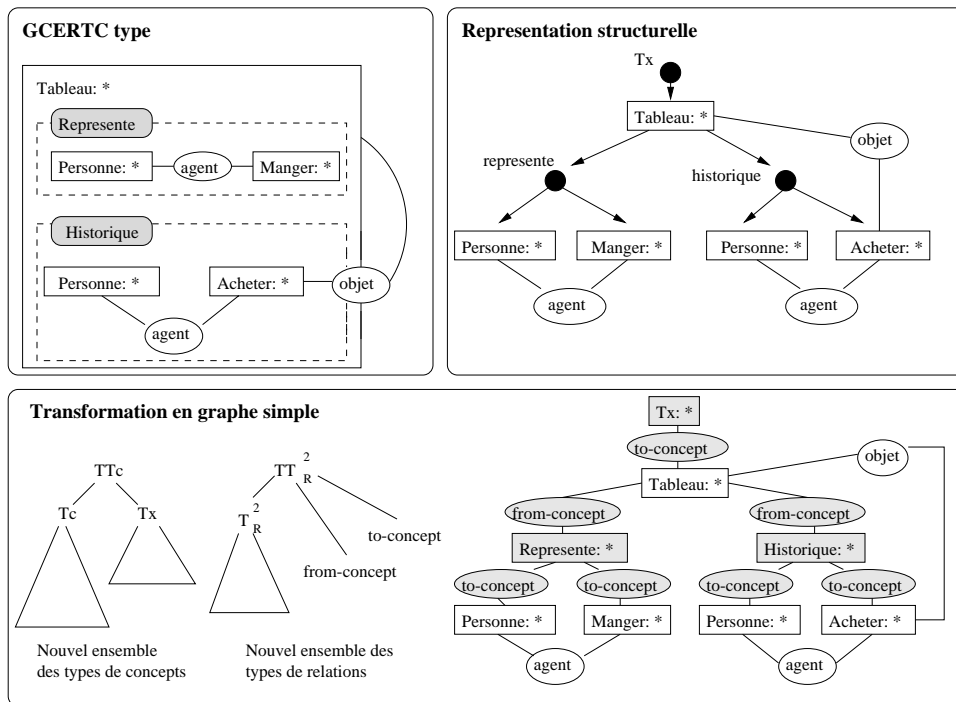 GCERTC type
Tableau: *
Represente
Personne: *
agent
Manger: *
Historique
Personne: *
Acheter: *
objet
agent
Representation structurelle
Tx
Tableau: *
objet
represente
historique
Personne: *
Manger: *
Personne: *
Acheter: *
agent
agent
Transformation en graphe simple
TTc
Tc
Tx
Nouvel ensemble
des types de concepts
TT 2 R
T 2 R
to-concept
from-concept
Nouvel ensemble des
types de relations
Tx: *
to-concept
objet
Tableau: *
from-concept
from-concept
Represente: *
Historique: *
to-concept
to-concept
to-concept
to-concept
Personne: *
Manger: *
Personne: *
Acheter: *
agent
agent